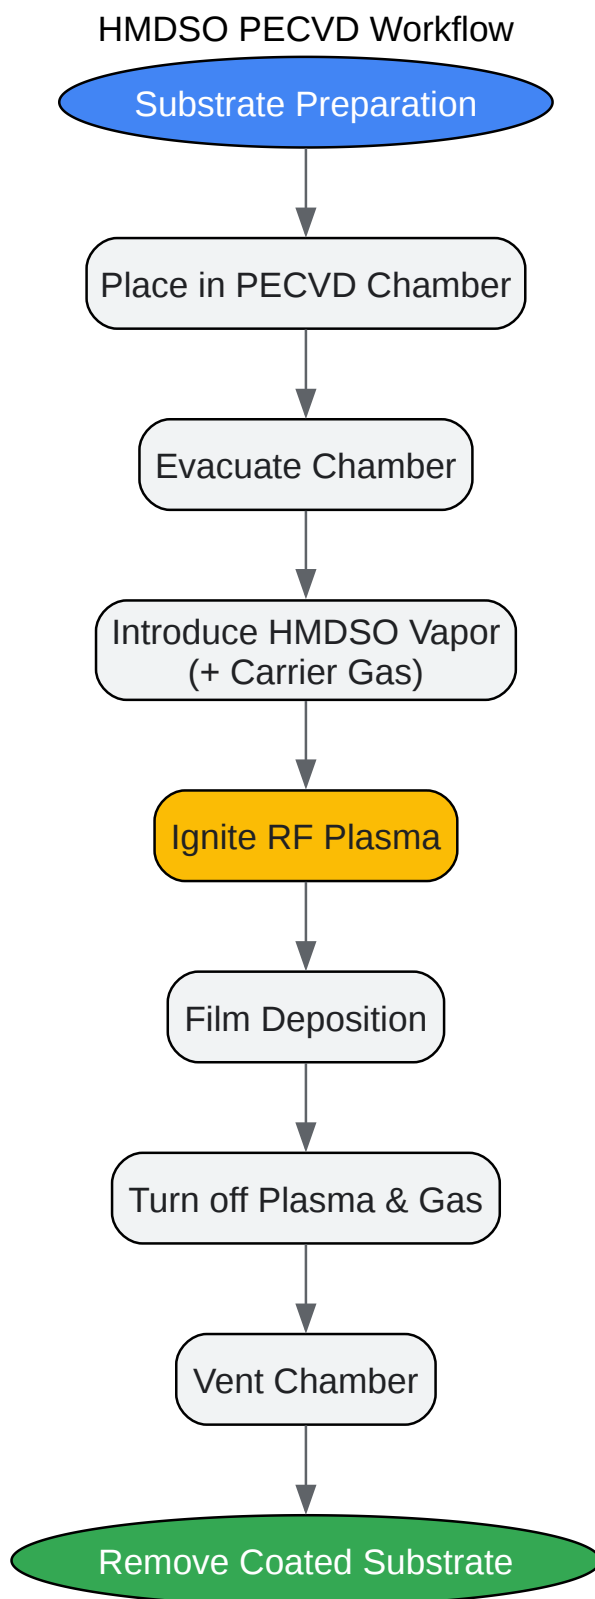 HMDSO PECVD Workflow
Substrate Preparation
Place in PECVD Chamber
Evacuate Chamber
Introduce HMDSO Vapor
(+ Carrier Gas)
Ignite RF Plasma
Film Deposition
Turn off Plasma & Gas
Vent Chamber
Remove Coated Substrate